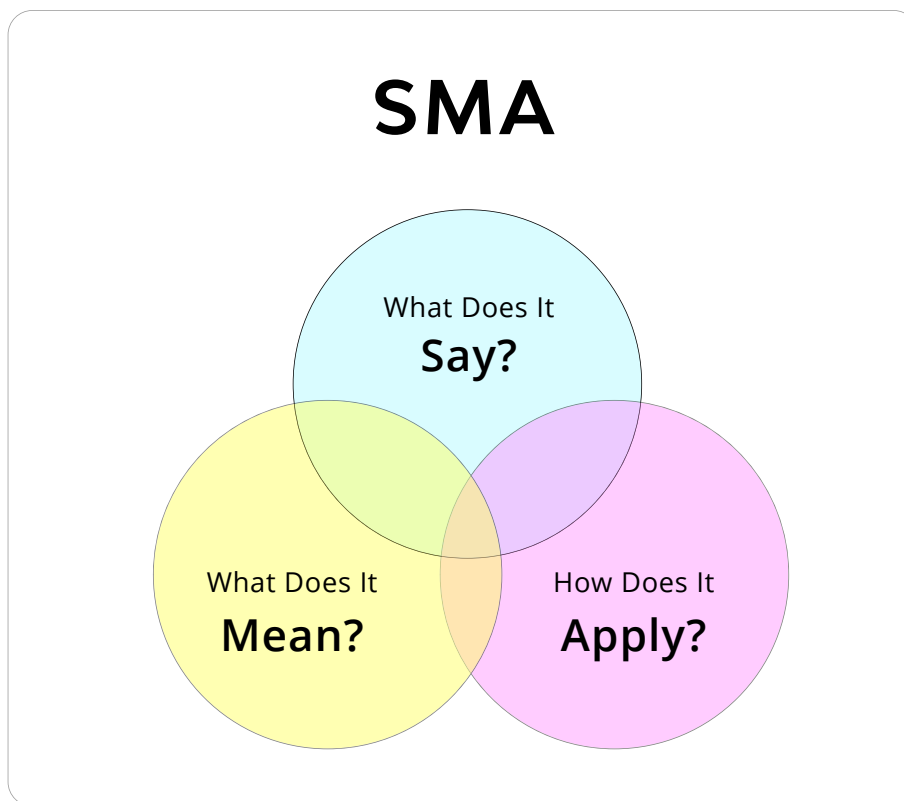 SMA
What Does It
Say?
What Does It
Mean?
How Does It
Apply?